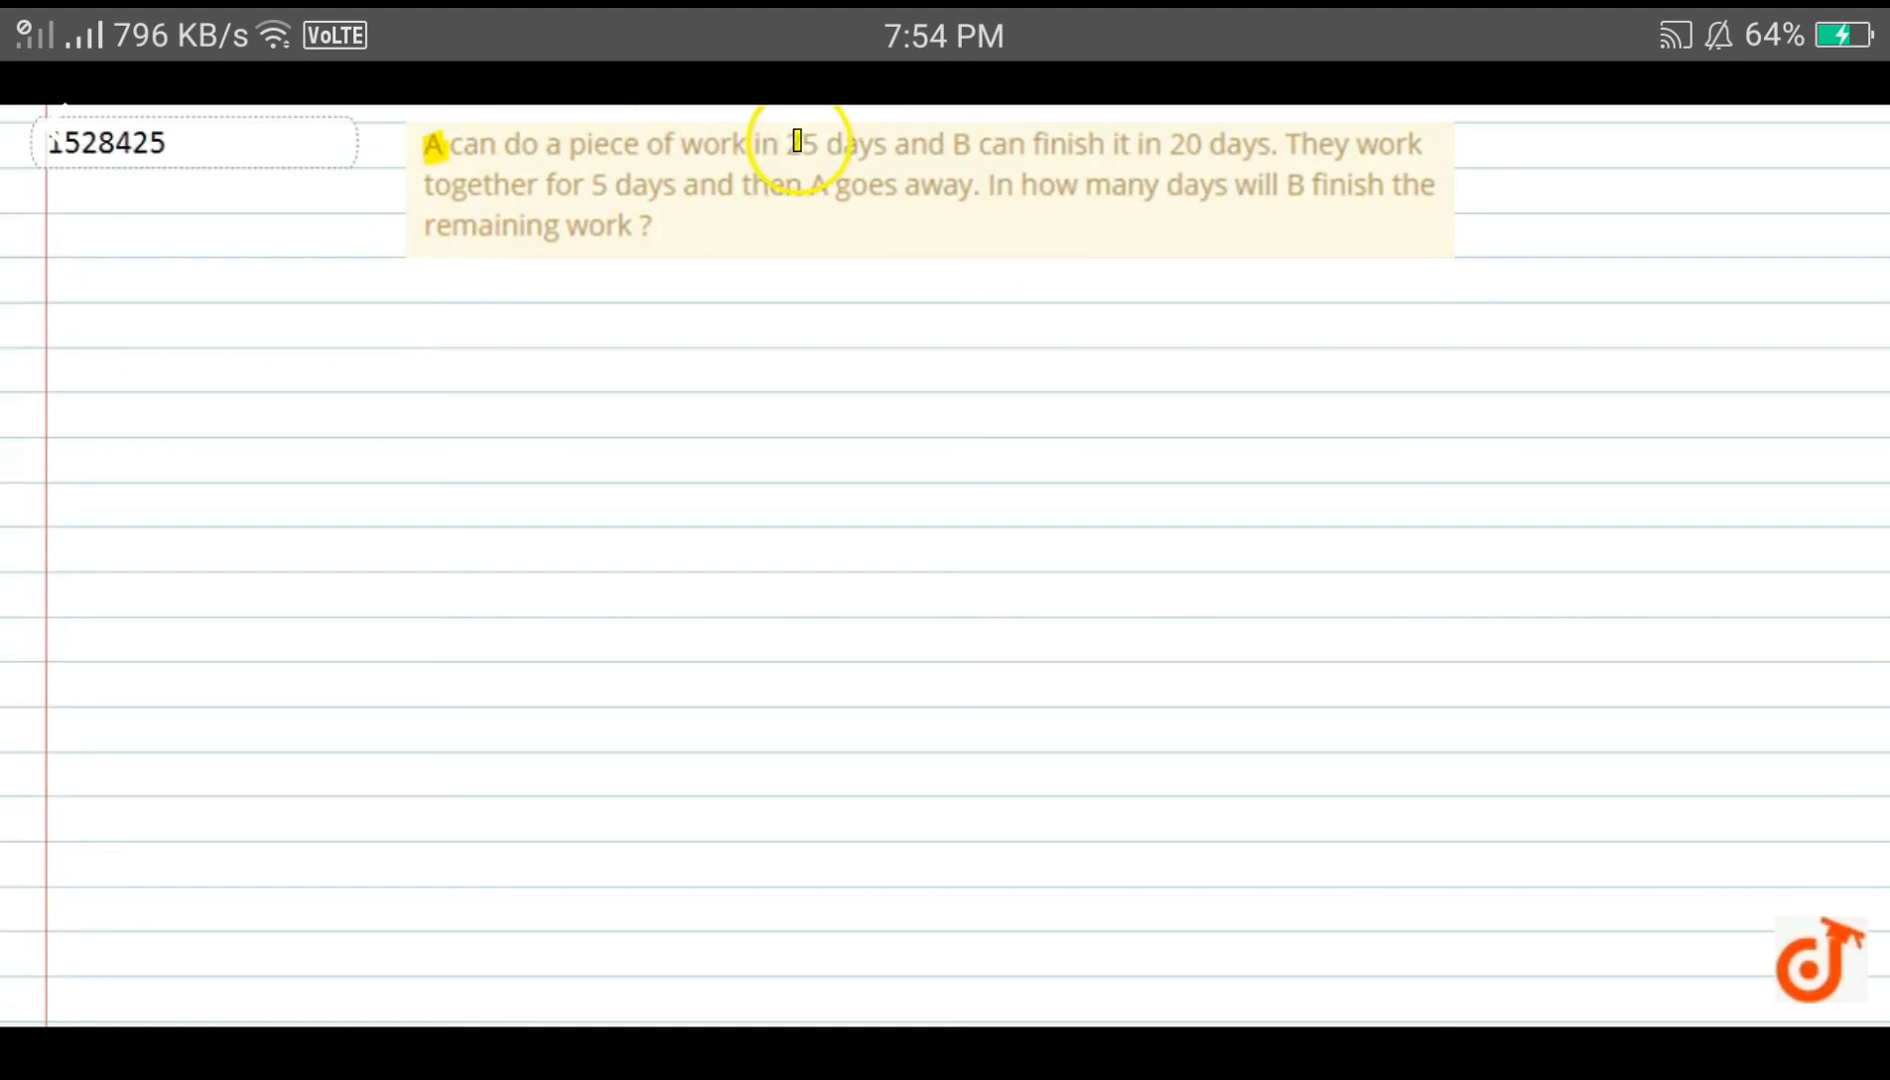 796 KB/s VoLTE 7:54 PM 64%
1528425
A can do a piece of work in 25 days and B can finish it in 20 days. They work
together for 5 days and then A goes away. In how many days will B finish the
remaining work ?